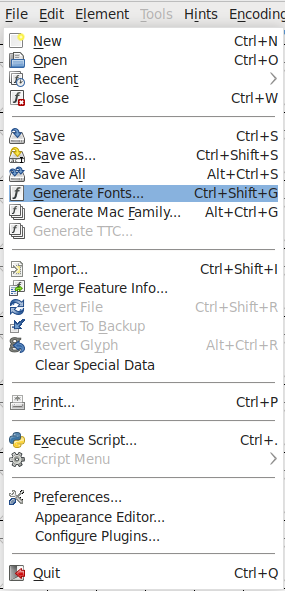 File Edit Element Tools Hints Encoding
New Ctrl+N
Open Ctrl+O
Recent
Close Ctrl+W
Save Ctrl+S
Save as... Ctrl+Shift+S
Save All Alt+Ctrl+S
Generate Fonts... Ctrl+Shift+G
Generate Mac Family... Alt+Ctrl+G
Generate TTC...
Import... Ctrl+Shift+I
Merge Feature Info...
Revert File Ctrl+Shift+R
Revert To Backup
Revert Glyph Alt+Ctrl+R
Clear Special Data
Print... Ctrl+P
Execute Script... Ctrl+.
Script Menu
Preferences...
Appearance Editor...
Configure Plugins...
Quit Ctrl+Q